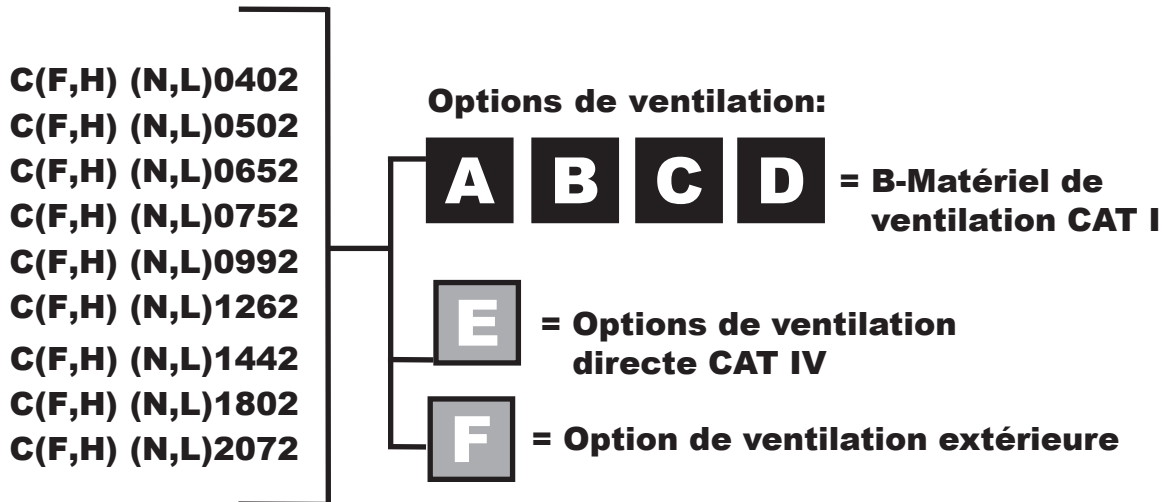 C(F,H) (N,L)0402
C(F,H) (N,L)0502
C(F,H) (N,L)0652
C(F,H) (N,L)0752
C(F,H) (N,L)0992
C(F,H) (N,L)1262
C(F,H) (N,L)1442
C(F,H) (N,L)1802
C(F,H) (N,L)2072
Options de ventilation:
A B C D = B-Matëriel de
ventilation CAT I
E = Options de ventilation
directe CAT IV
F = Option de ventilation extérieure